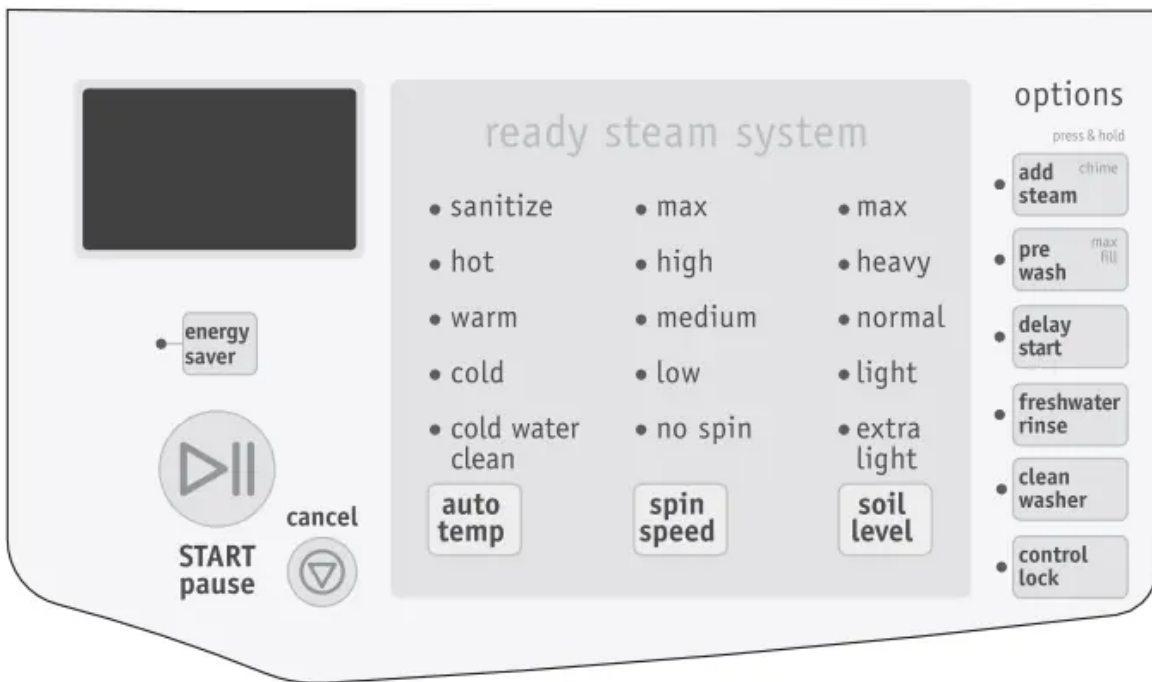 ready steam system
sanitize
hot
warm
cold
cold water
clean
auto
temp
max
high
medium
low
no spin
spin
speed
max
heavy
normal
light
extra
light
soil
level
energy
saver
START
pause
cancel
options
press & hold
add chime
steam
pre max
wash fill
delay
start
freshwater
rinse
clean
washer
control
lock